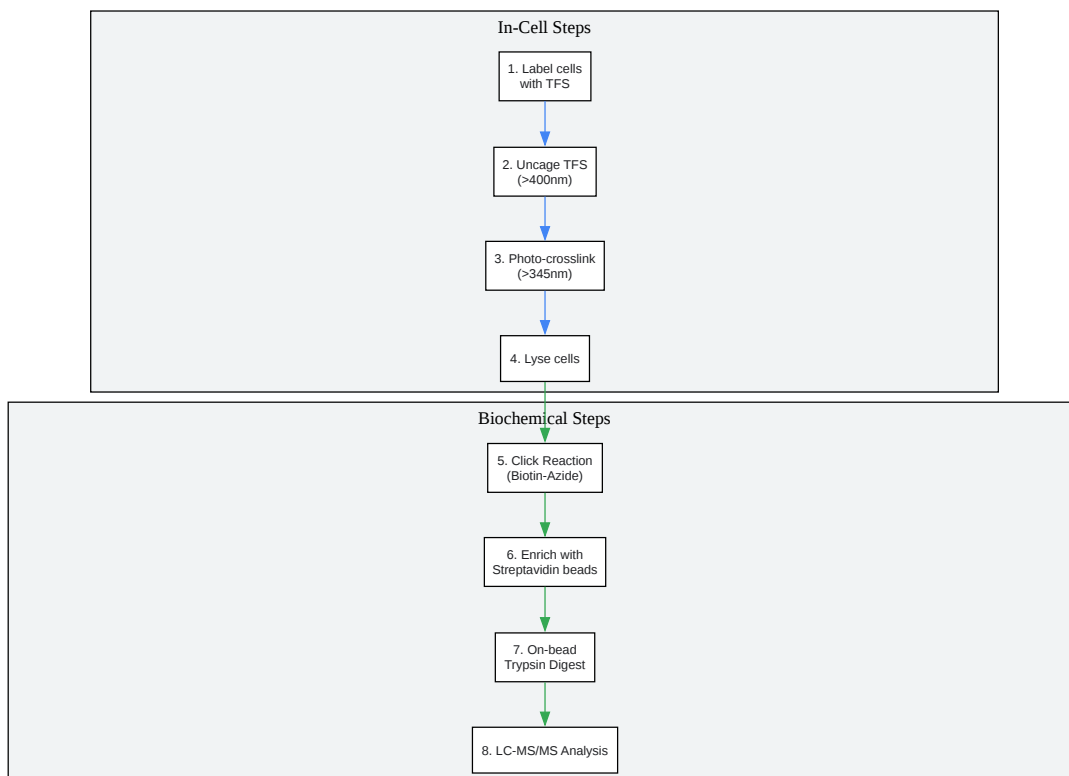 In-Cell Steps
1. Label cells
with TFS
2. Uncage TFS
(>400nm)
3. Photo-crosslink
(>345nm)
4. Lyse cells
Biochemical Steps
5. Click Reaction
(Biotin-Azide)
6. Enrich with
Streptavidin beads
7. On-bead
Trypsin Digest
8. LC-MS/MS Analysis